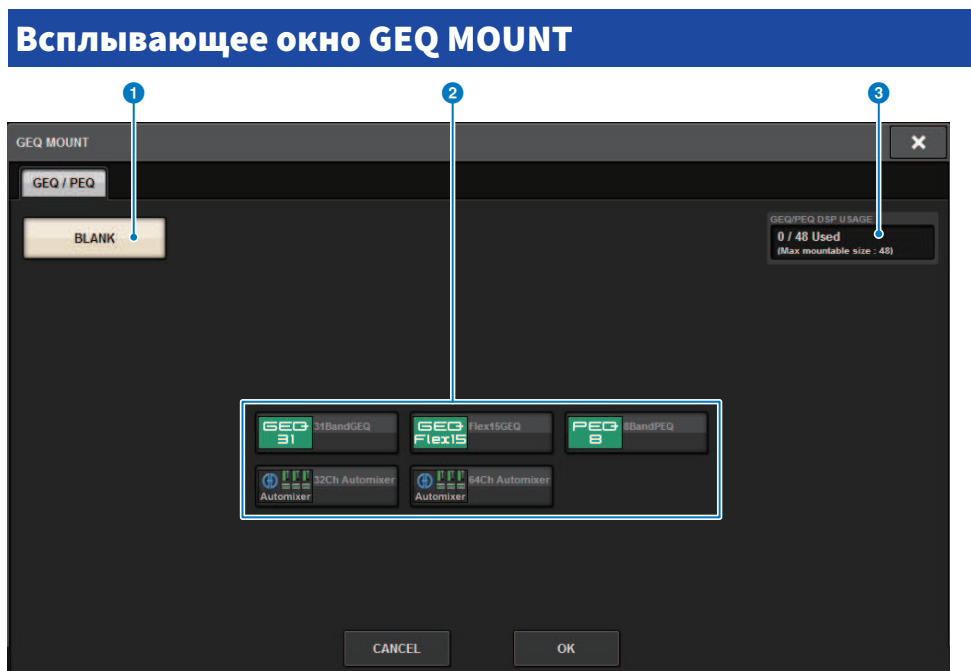 Всплывающее окно GEQ MOUNT
1 2 3
GEQ MOUNT
GEQ / PEQ
BLANK
GEQ/PEQ DSP USAGE
0 / 48 Used
(Max mountable size : 48)
GEQ 31 31BandGEQ
GEQ Flex15 Flex15GEQ
PEQ 8 8BandPEQ
Automixer 32Ch Automixer
Automixer 64Ch Automixer
CANCEL OK